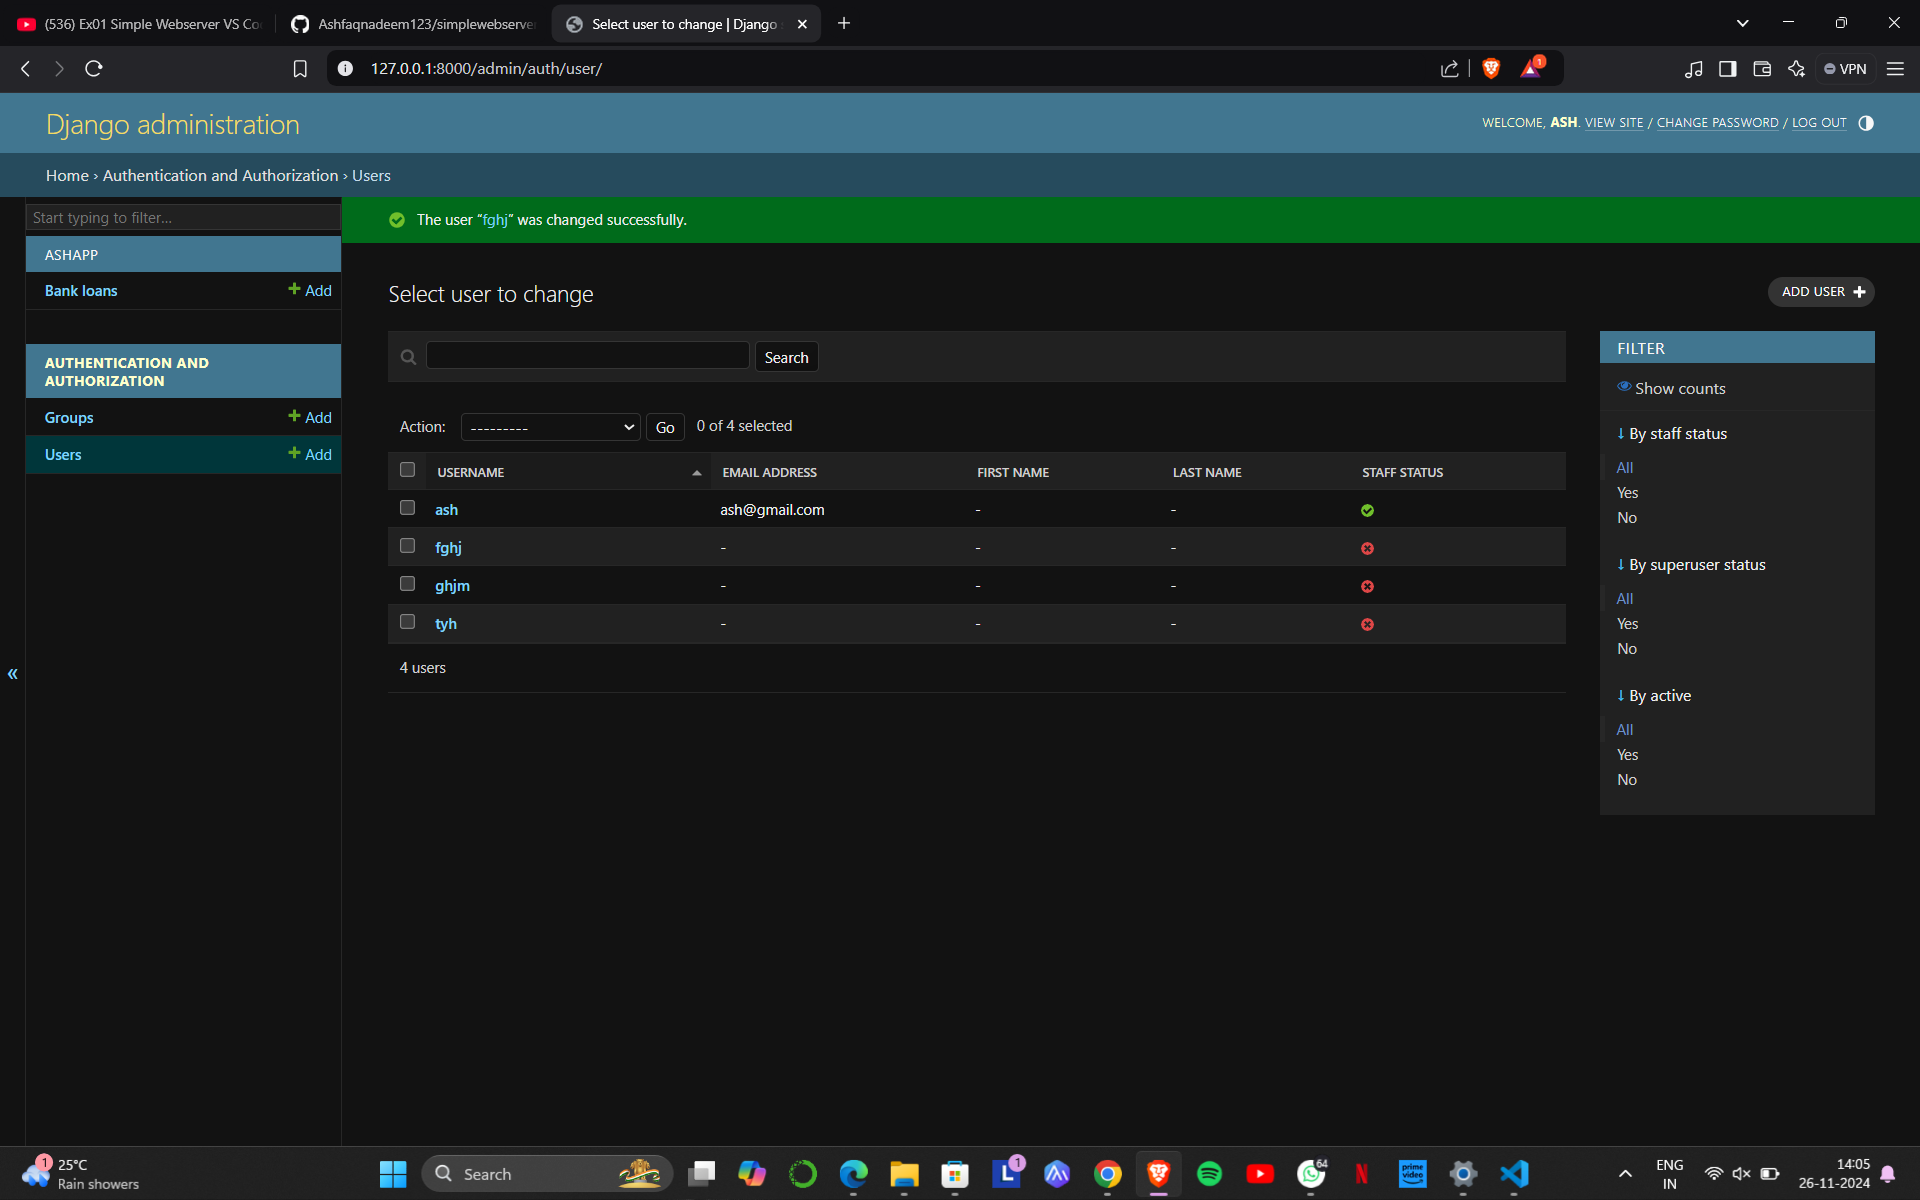 (536) Ex01 Simple Webserver VS Co
Ashfaqnadeem123/simplewebserve
Select user to change | Django
127.0.0.1:8000/admin/auth/user/
1
VPN
Django administration
WELCOME, ASH. VIEW SITE / CHANGE PASSWORD / LOG OUT
Home › Authentication and Authorization › Users
Start typing to filter...
The user “fghj” was changed successfully.
ASHAPP
Bank loans
Add
AUTHENTICATION AND
AUTHORIZATION
Groups
Add
Users
Add
Select user to change
ADD USER
Search
Action:
---------
Go
0 of 4 selected
USERNAME EMAIL ADDRESS FIRST NAME LAST NAME STAFF STATUS
ash ash@gmail.com - -
fghj - - -
ghjm - - -
tyh - - -
4 users
FILTER
Show counts
↓ By staff status
All
Yes
No
↓ By superuser status
All
Yes
No
↓ By active
All
Yes
No
«
1
25°C
Rain showers
Search
L
1
64
N
prime
video
ENG
IN
14:05
26-11-2024